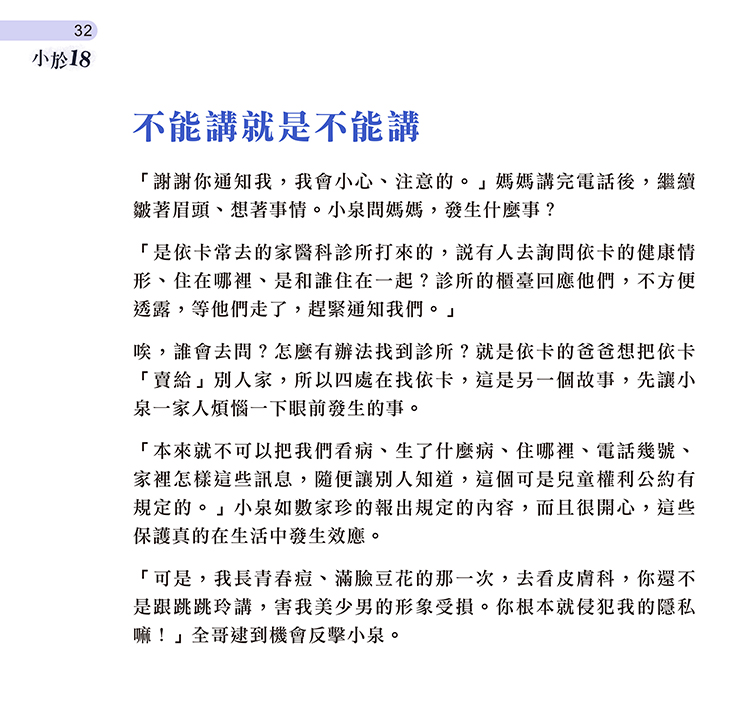 32
小於18
不能講就是不能講
「謝謝你通知我，我會小心、注意的。」媽媽講完電話後，繼續
皺著眉頭、想著事情。小泉問媽媽，發生什麼事？
「是依卡常去的家醫科診所打來的，說有人去詢問依卡的健康情
形、住在哪裡、是和誰住在一起？診所的櫃臺回應他們，不方便
透露，等他們走了，趕緊通知我們。」
唉，誰會去問？怎麼有辦法找到診所？就是依卡的爸爸想把依卡
「賣給」別人家，所以四處在找依卡，這是另一個故事，先讓小
泉一家人煩惱一下眼前發生的事。
「本來就不可以把我們看病、生了什麼病、住哪裡、電話幾號、
家裡怎樣這些訊息，隨便讓別人知道，這個可是兒童權利公約有
規定的。」小泉如數家珍的報出規定的內容，而且很開心，這些
保護真的在生活中發生效應。
「可是，我長青春痘、滿臉豆花的那一次，去看皮膚科，你還不
是跟跳跳玲講，害我美少男的形象受損。你根本就侵犯我的隱私
嘛！」全哥逮到機會反擊小泉。